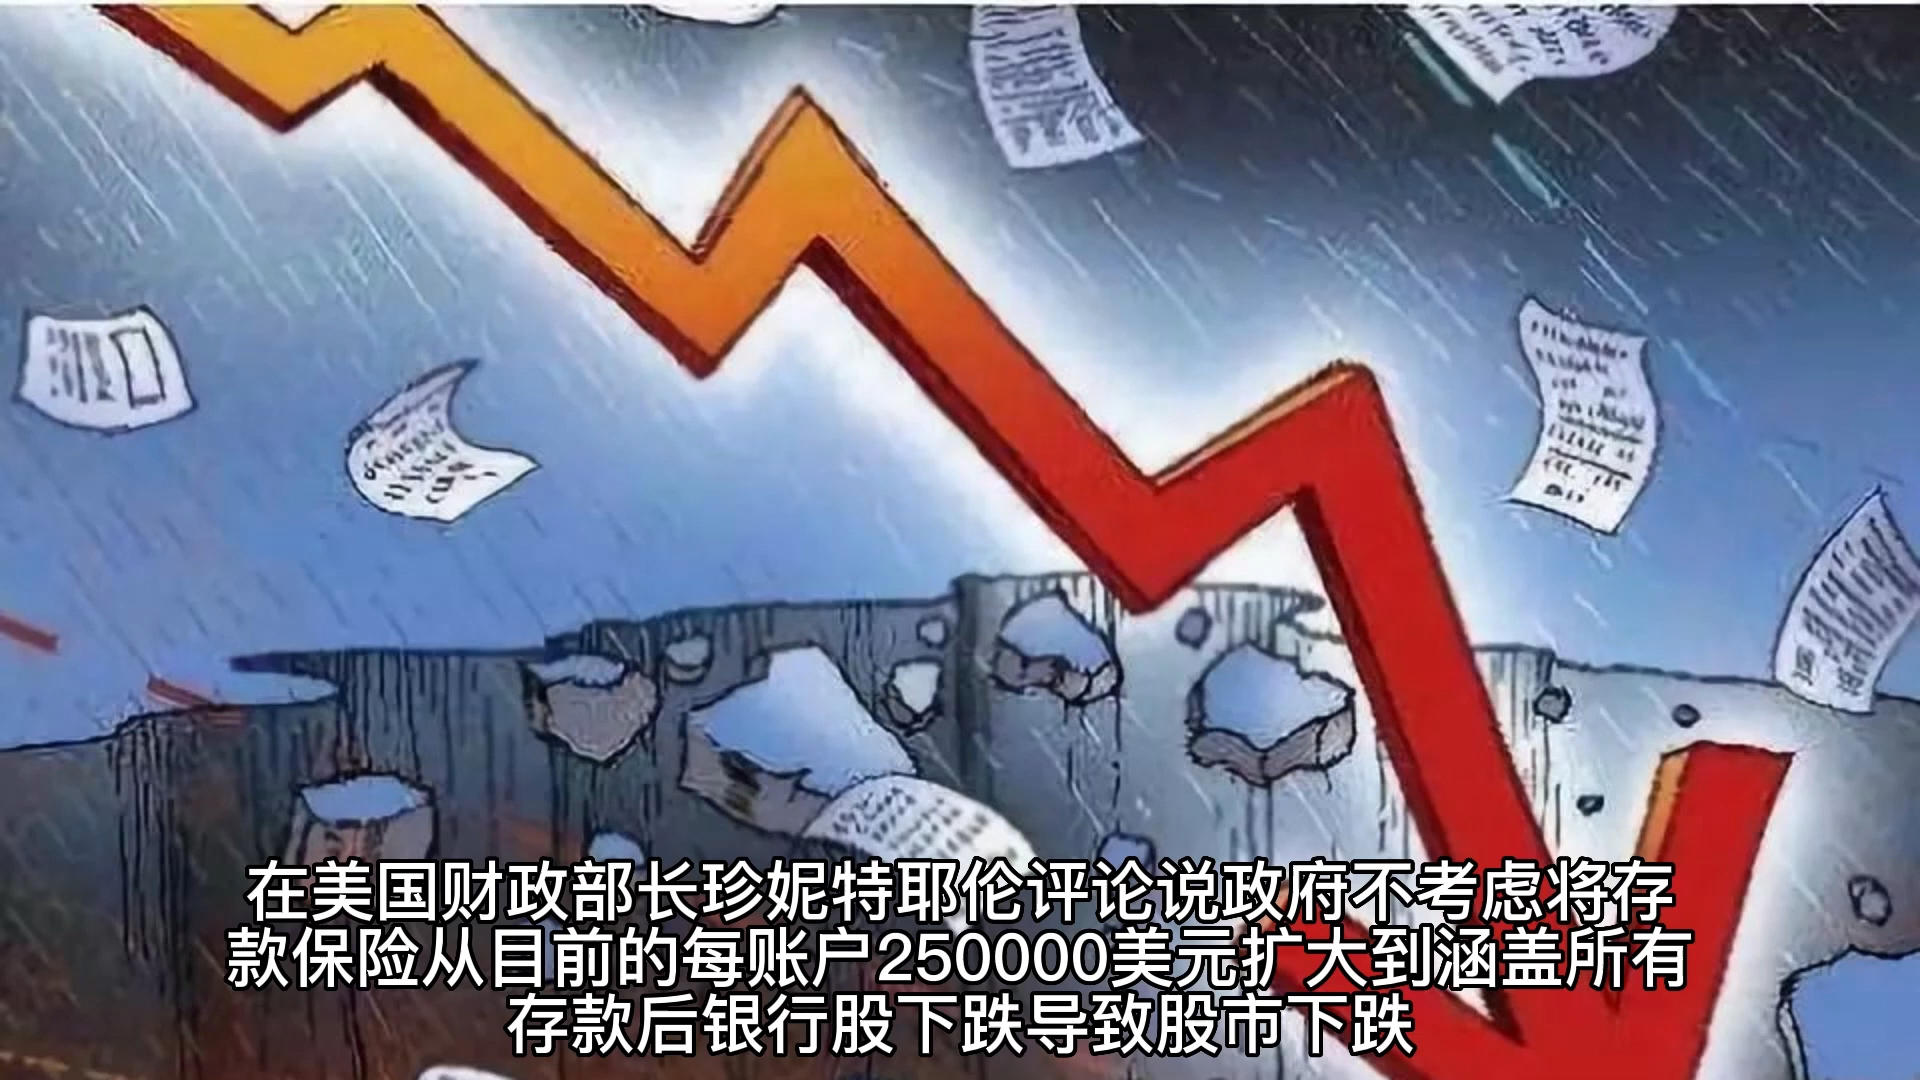 在美国财政部长珍妮特耶伦评论说政府不考虑将存
款保险从目前的每账户250000美元扩大到涵盖所有
存款后银行股下跌导致股市下跌